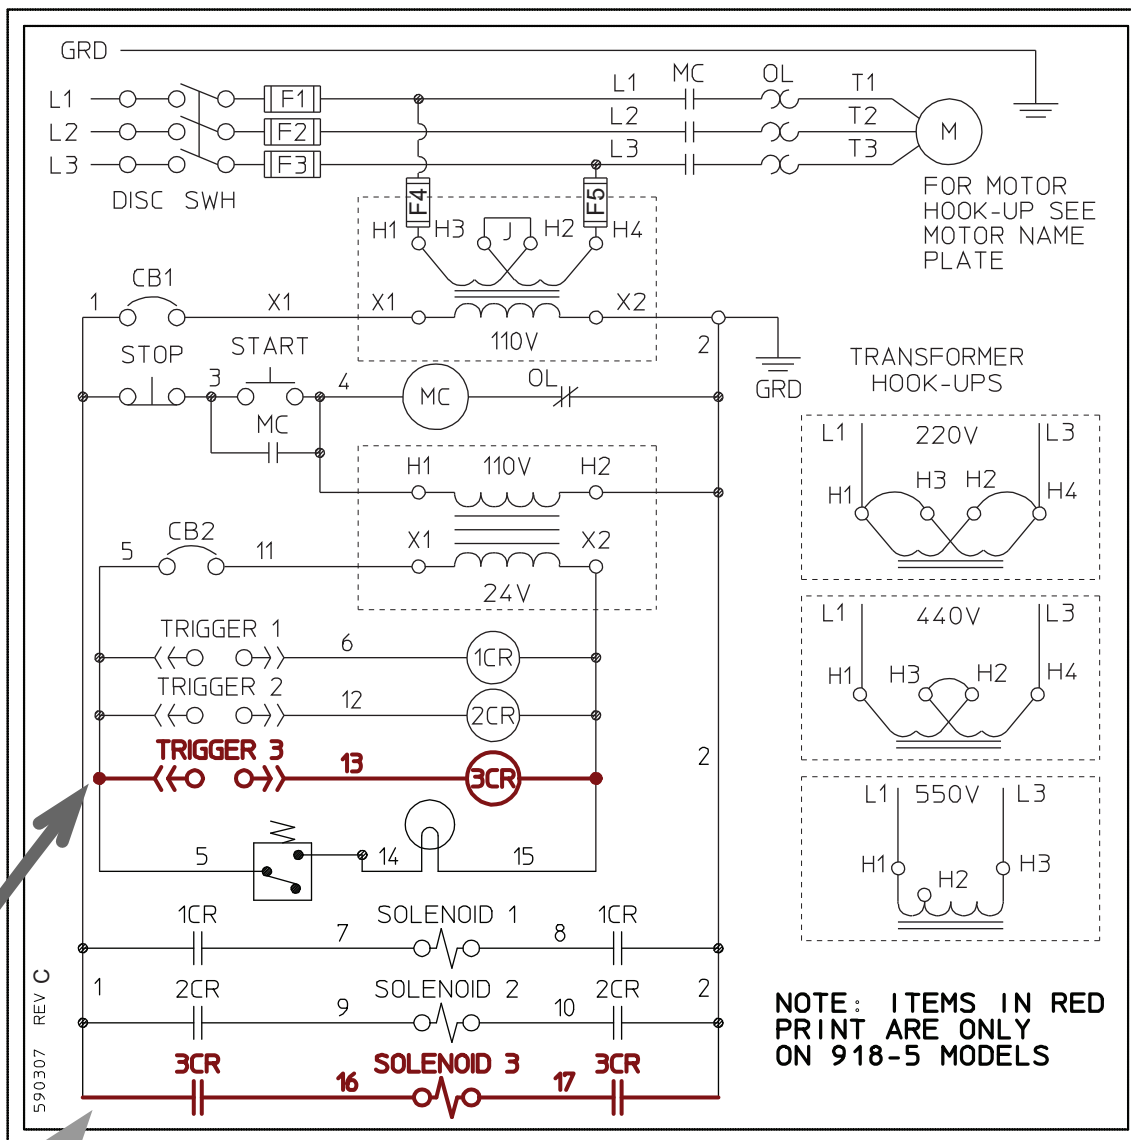 GRD
L1 F1 L1 MC OL T1
L2 F2 L2 T2 M
L3 F3 L3 T3
DISC SWH
F4 F5
FOR MOTOR
HOOK-UP SEE
MOTOR NAME
PLATE
H1 H3 J H2 H4
CB1
1 X1 X1 X2
110V
2
GRD
STOP START
3 4 MC OL
MC
TRANSFORMER
HOOK-UPS
L1 220V L3
H1 H3 H2 H4
H1 110V H2
CB2
5 11 X1 X2
24V
L1 440V L3
H1 H3 H2 H4
TRIGGER 1 6 1CR
TRIGGER 2 12 2CR
TRIGGER 3 13 3CR
2
L1 550V L3
H1 H2 H3
5 14 15
1CR 7 SOLENOID 1 8 1CR
1 2
2CR 9 SOLENOID 2 10 2CR
3CR 16 SOLENOID 3 17 3CR
NOTE: ITEMS IN RED
PRINT ARE ONLY
ON 918-5 MODELS
590307 REV C